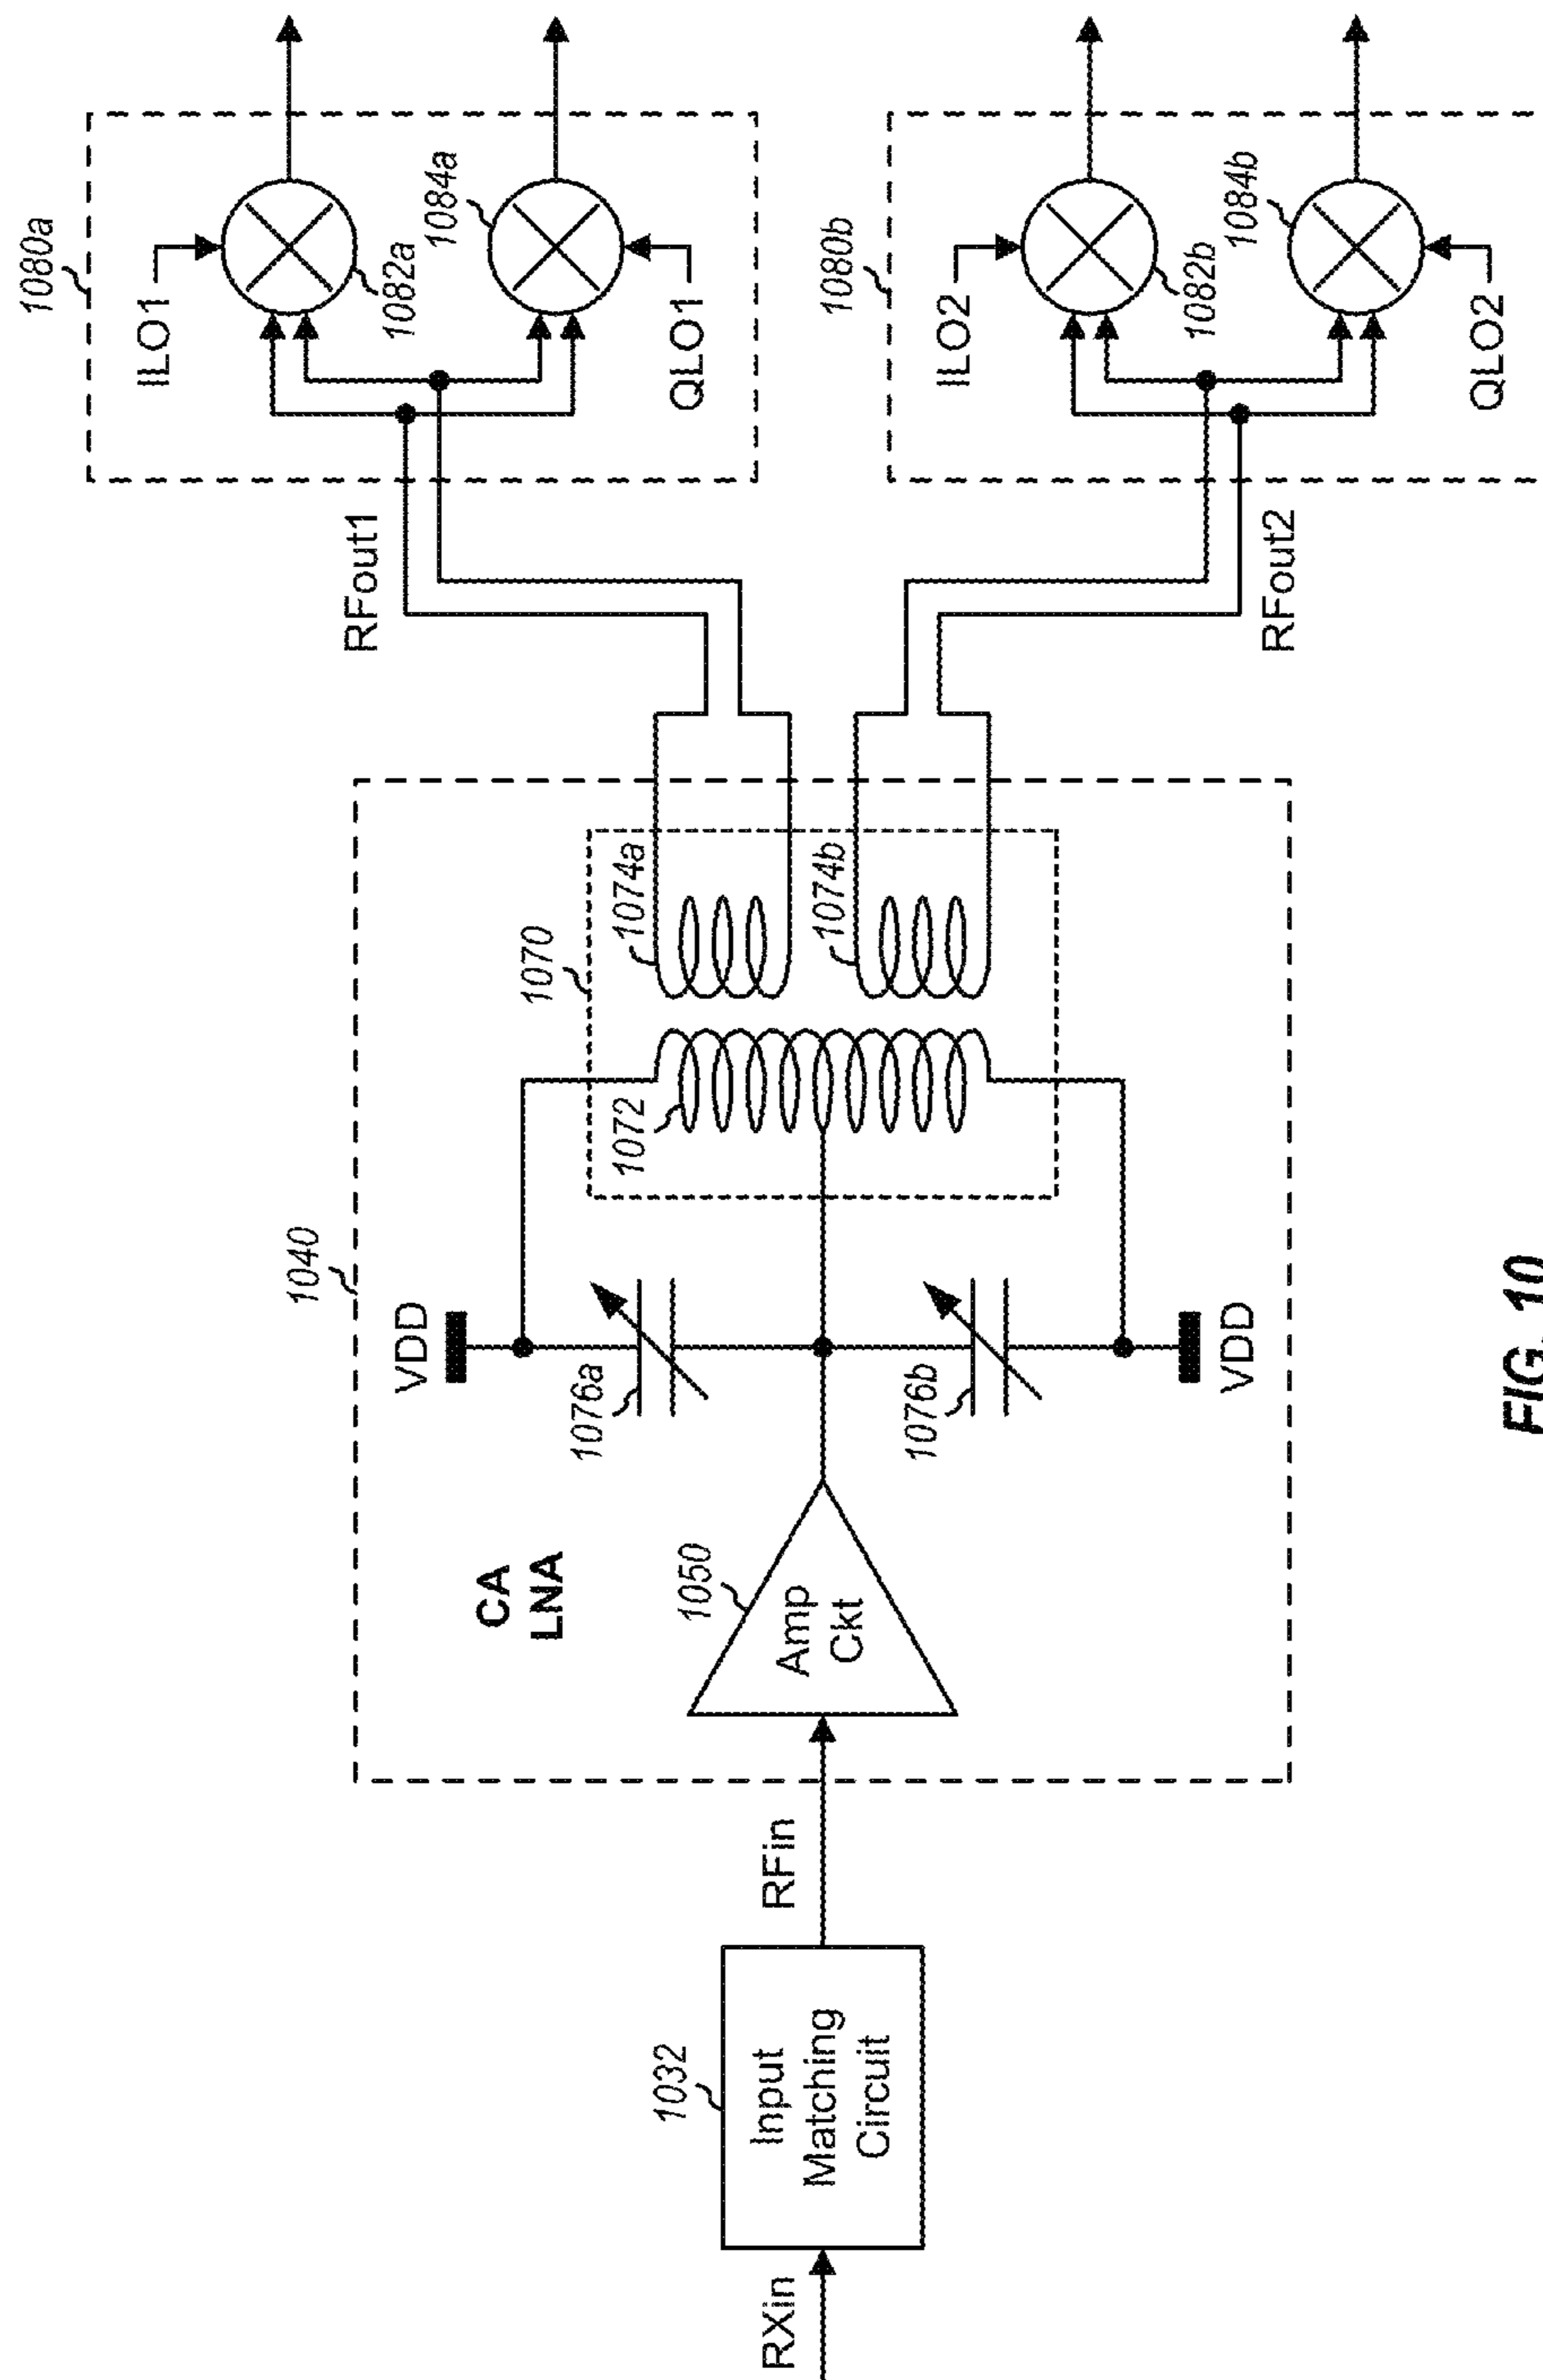 RXin
1032
Input
Matching
Circuit
RFin
1040
CA
LNA
1050
Amp
Ckt
VDD
1076a
1076b
VDD
1070
1072
1074a
1074b
RFout1
RFout2
1080a
ILO1
1082a
1084a
QLO1
1080b
ILO2
1082b
1084b
QLO2
FIG. 10